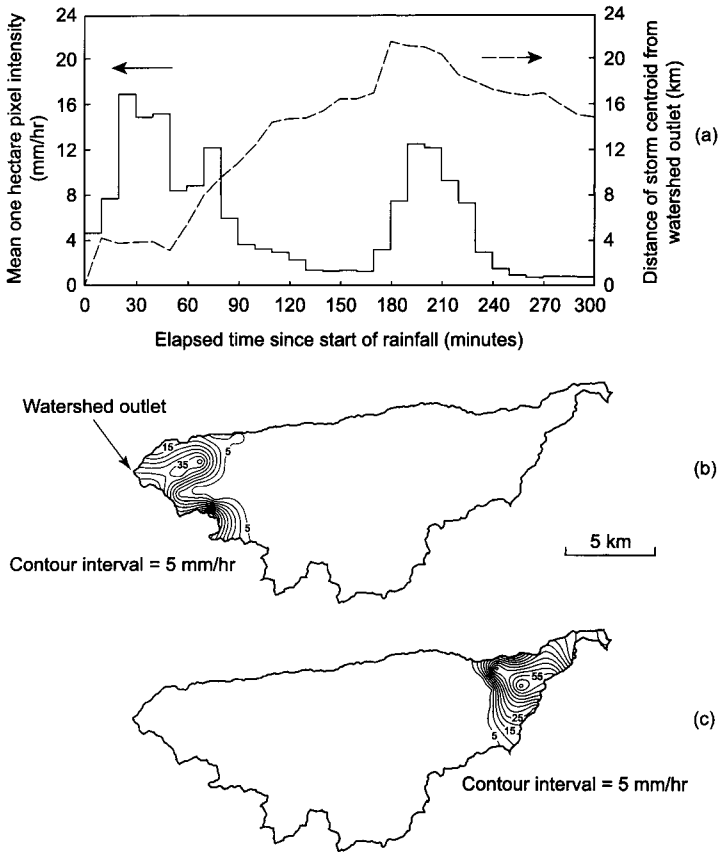 Mean one hectare pixel intensity
(mm/hr)
24
20
16
12
8
4
0
24
20
16
12
8
4
0
Distance of storm centroid from
watershed outlet (km)
(a)
0 30 60 90 120 150 180 210 240 270 300
Elapsed time since start of rainfall (minutes)
Watershed outlet
15
5
35
5
(b)
5 km
Contour interval = 5 mm/hr
55
25
15
5
(c)
Contour interval = 5 mm/hr